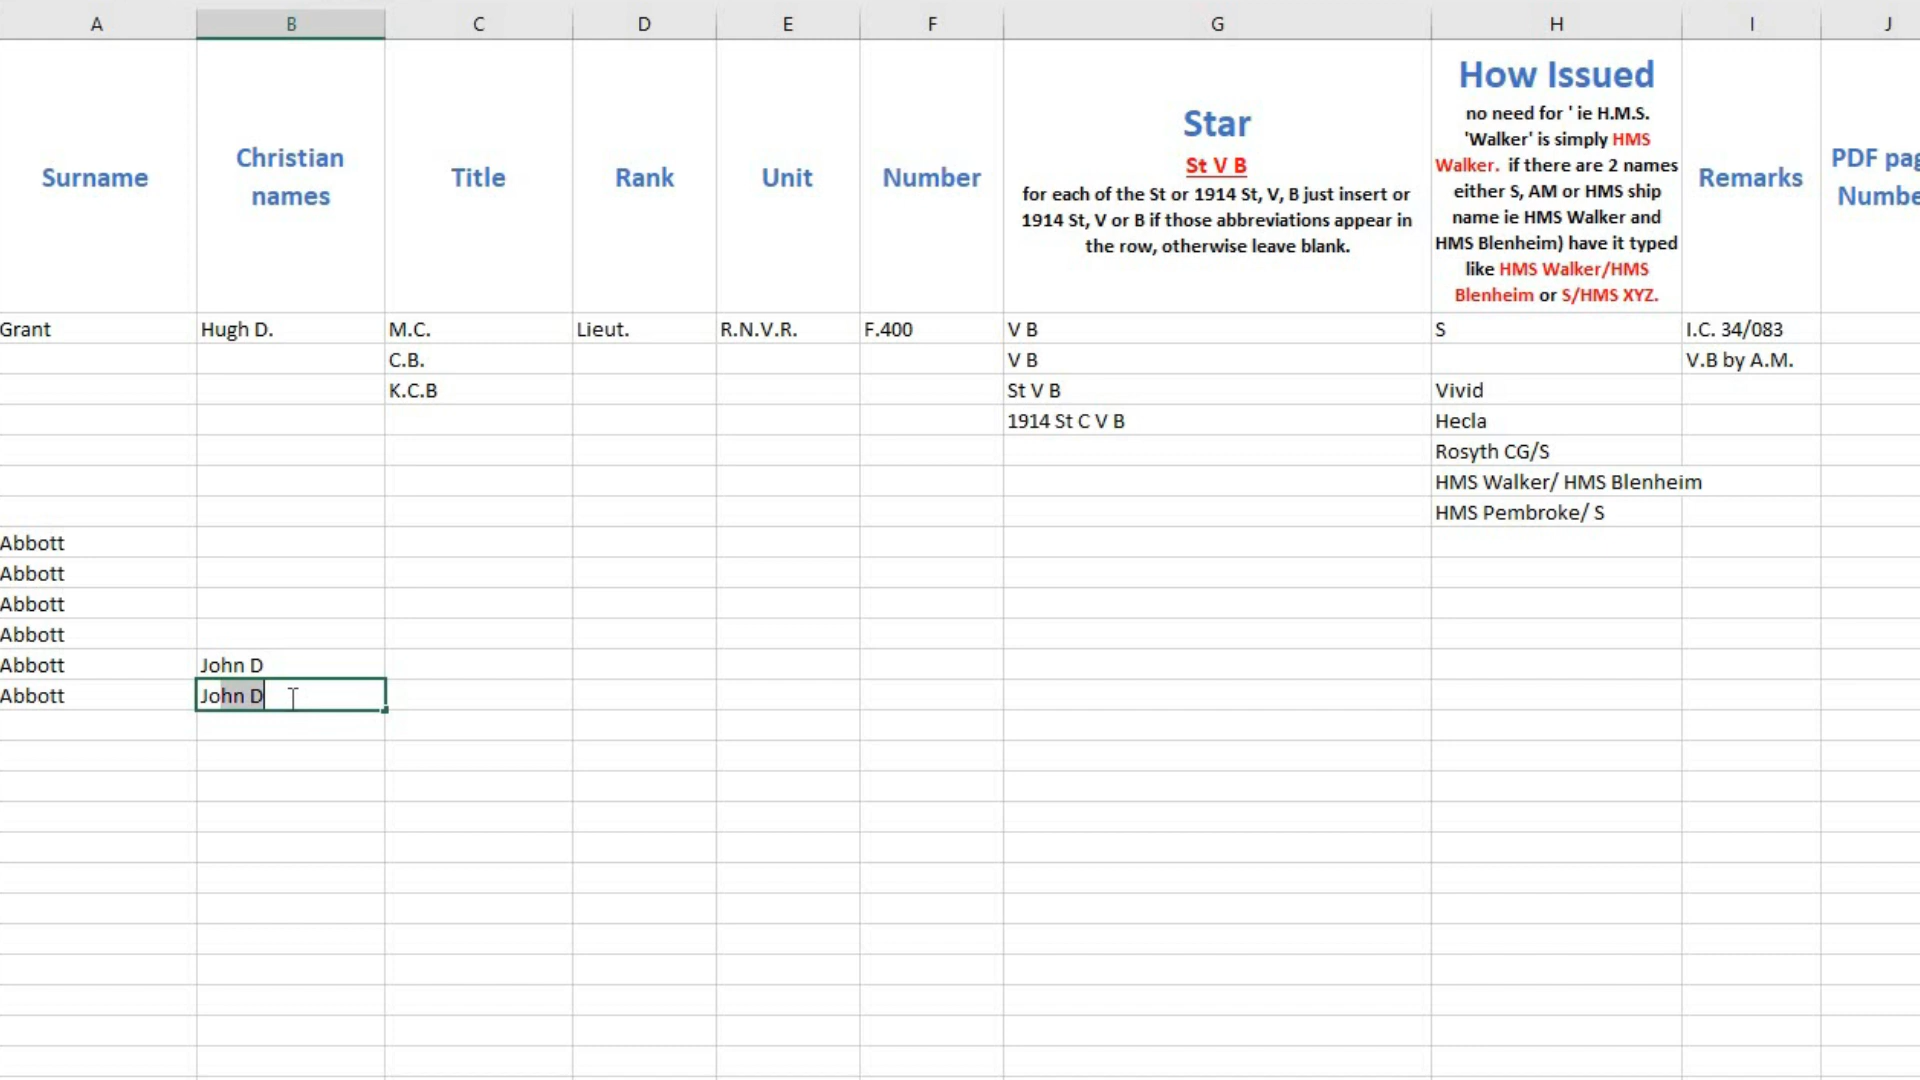 A B C D E F G H I J
Surname
Christian
names
Title
Rank
Unit
Number
Star
St V B
for each of the St or 1914 St, V, B just insert or
1914 St, V or B if those abbreviations appear in
the row, otherwise leave blank.
How Issued
no need for ' ie H.M.S.
'Walker' is simply HMS
Walker. if there are 2 names
either S, AM or HMS ship
name ie HMS Walker and
HMS Blenheim) have it typed
like HMS Walker/HMS
Blenheim or S/HMS XYZ.
Remarks
PDF pag
Numbe
Grant Hugh D. M.C. Lieut. R.N.V.R. F.400 V B S I.C. 34/083
C.B. V B V.B by A.M.
K.C.B St V B Vivid
1914 St C V B Hecla
Rosyth CG/S
HMS Walker/ HMS Blenheim
HMS Pembroke/ S
Abbott
Abbott
Abbott
Abbott
Abbott John D
Abbott John D